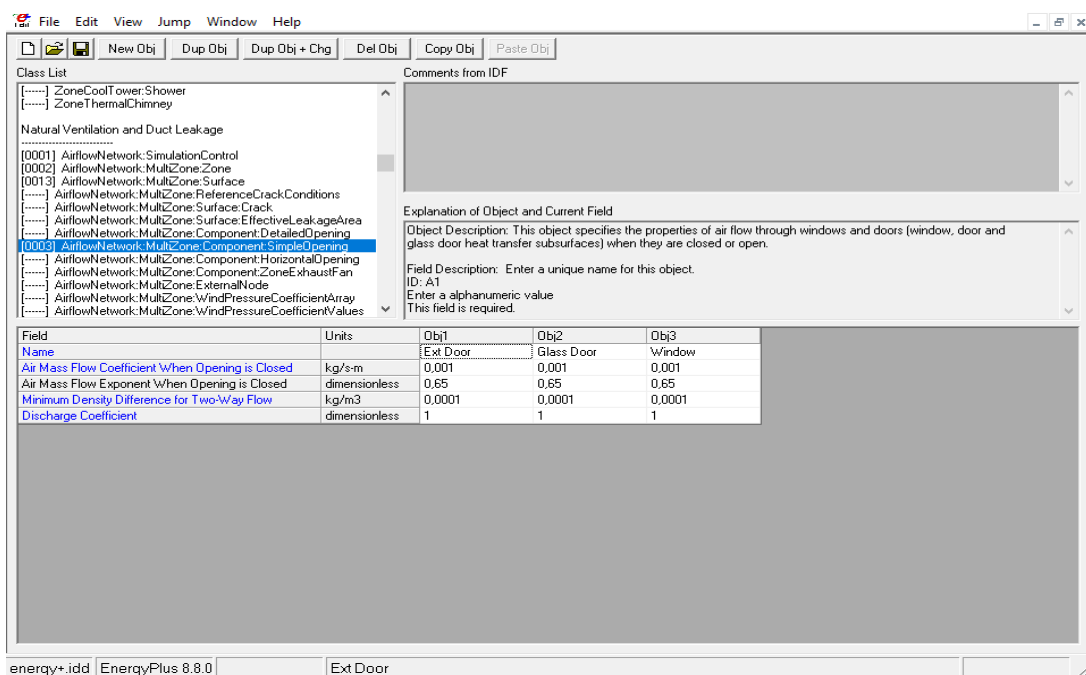 File Edit View Jump Window Help
New Obj Dup Obj Dup Obj + Chg Del Obj Copy Obj Paste Obj
Class List
[------] ZoneCoolTower:Shower
[------] ZoneThermalChimney
Natural Ventilation and Duct Leakage
--------------------------
[0001] AirflowNetwork:SimulationControl
[0002] AirflowNetwork:MultiZone:Zone
[0013] AirflowNetwork:MultiZone:Surface
[------] AirflowNetwork:MultiZone:ReferenceCrackConditions
[------] AirflowNetwork:MultiZone:Surface:Crack
[------] AirflowNetwork:MultiZone:Surface:EffectiveLeakageArea
[------] AirflowNetwork:MultiZone:Component:DetailedOpening
[0003] AirflowNetwork:MultiZone:Component:SimpleOpening
[------] AirflowNetwork:MultiZone:Component:HorizontalOpening
[------] AirflowNetwork:MultiZone:Component:ZoneExhaustFan
[------] AirflowNetwork:MultiZone:ExternalNode
[------] AirflowNetwork:MultiZone:WindPressureCoefficientArray
[------] AirflowNetwork:MultiZone:WindPressureCoefficientValues
Comments from IDF
Explanation of Object and Current Field
Object Description: This object specifies the properties of air flow through windows and doors (window, door and
glass door heat transfer subsurfaces) when they are closed or open.
Field Description: Enter a unique name for this object.
ID: A1
Enter a alphanumeric value
This field is required.
Field Units Obj1 Obj2 Obj3
Name Ext Door Glass Door Window
Air Mass Flow Coefficient When Opening is Closed kg/s-m 0,001 0,001 0,001
Air Mass Flow Exponent When Opening is Closed dimensionless 0,65 0,65 0,65
Minimum Density Difference for Two-Way Flow kg/m3 0,0001 0,0001 0,0001
Discharge Coefficient dimensionless 1 1 1
energy+.idd EnergyPlus 8.8.0 Ext Door